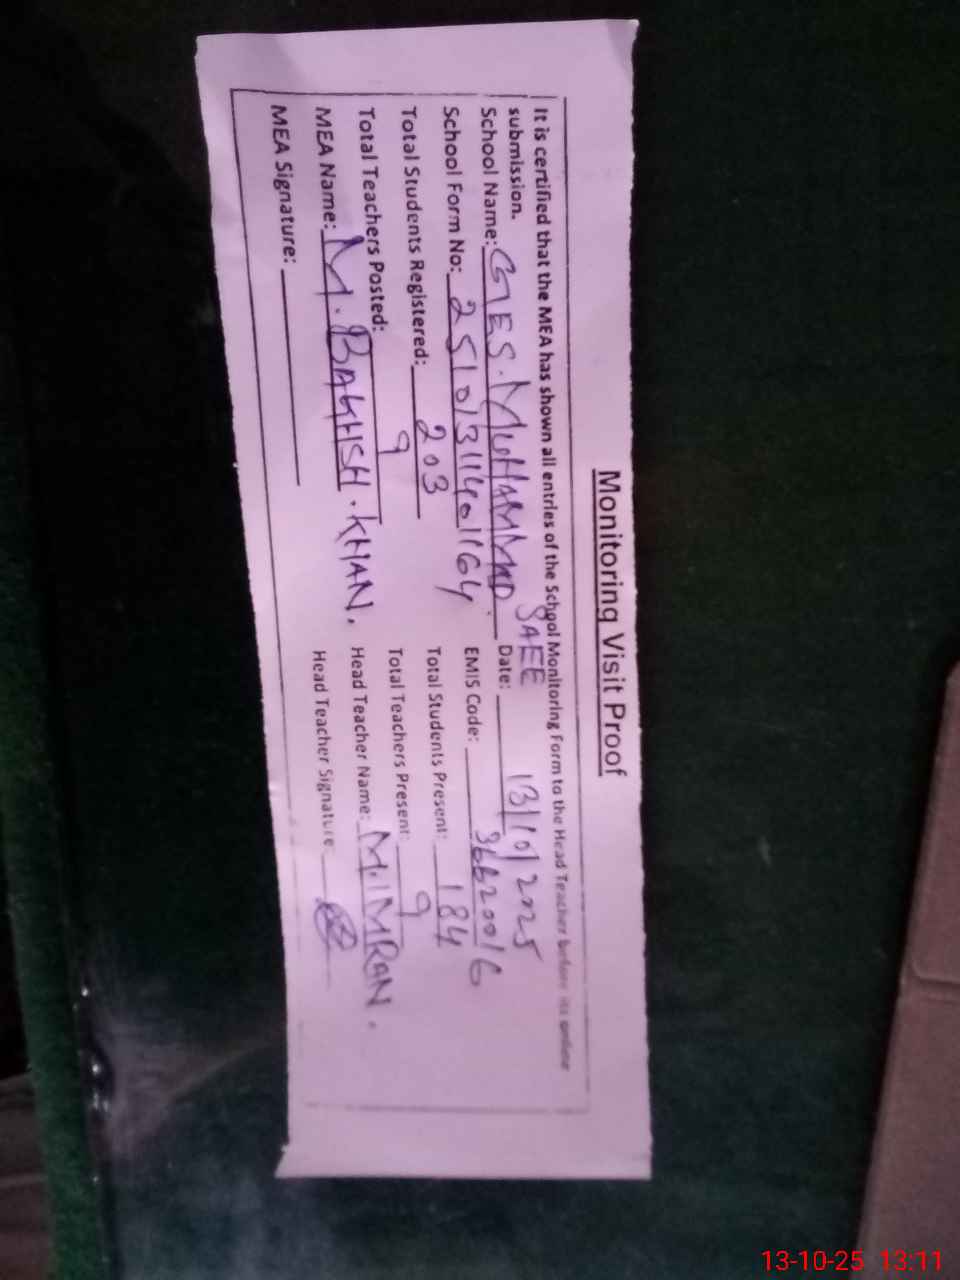 Monitoring Visit Proof
It is certified that the MEA has shown all entries of the School Monitoring Form to the Head Teacher before its online
submission.
School Name: GES. MUHAMMAD SAEE Date: 13/10/2025
School Form No: 2510131401164 EMIS Code: 36620016
Total Students Registered: 203 Total Students Present: 184
Total Teachers Posted: 9 Total Teachers Present: 9
MEA Name: M. BAKHSH. KHAN. Head Teacher Name: M. IMRAN.
MEA Signature: Head Teacher Signature
13-10-25 13:11